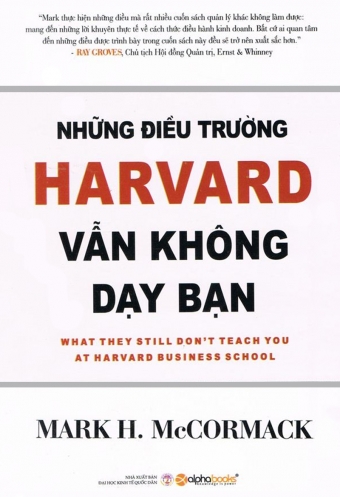 "Mark thực hiện những điều mà rất nhiều cuốn sách quản lý khác không làm được:
mang đến những lời khuyên thực tế về cách thức điều hành kinh doanh. Bất cứ ai quan tâm
đến những điều được trình bày trong cuốn sách này đều sẽ trở nên xuất sắc hơn."
- RAY GROVES, Chủ tịch Hội đồng Quản trị, Ernst & Whinney
NHỮNG ĐIỀU TRƯỜNG
HARVARD
VẪN KHÔNG
DẠY BẠN
WHAT THEY STILL DON'T TEACH YOU
AT HARVARD BUSINESS SCHOOL
MARK H. McCORMACK
NHÀ XUẤT BẢN
ĐẠI HỌC KINH TẾ QUỐC DÂN
alphabooks
knowledge is power